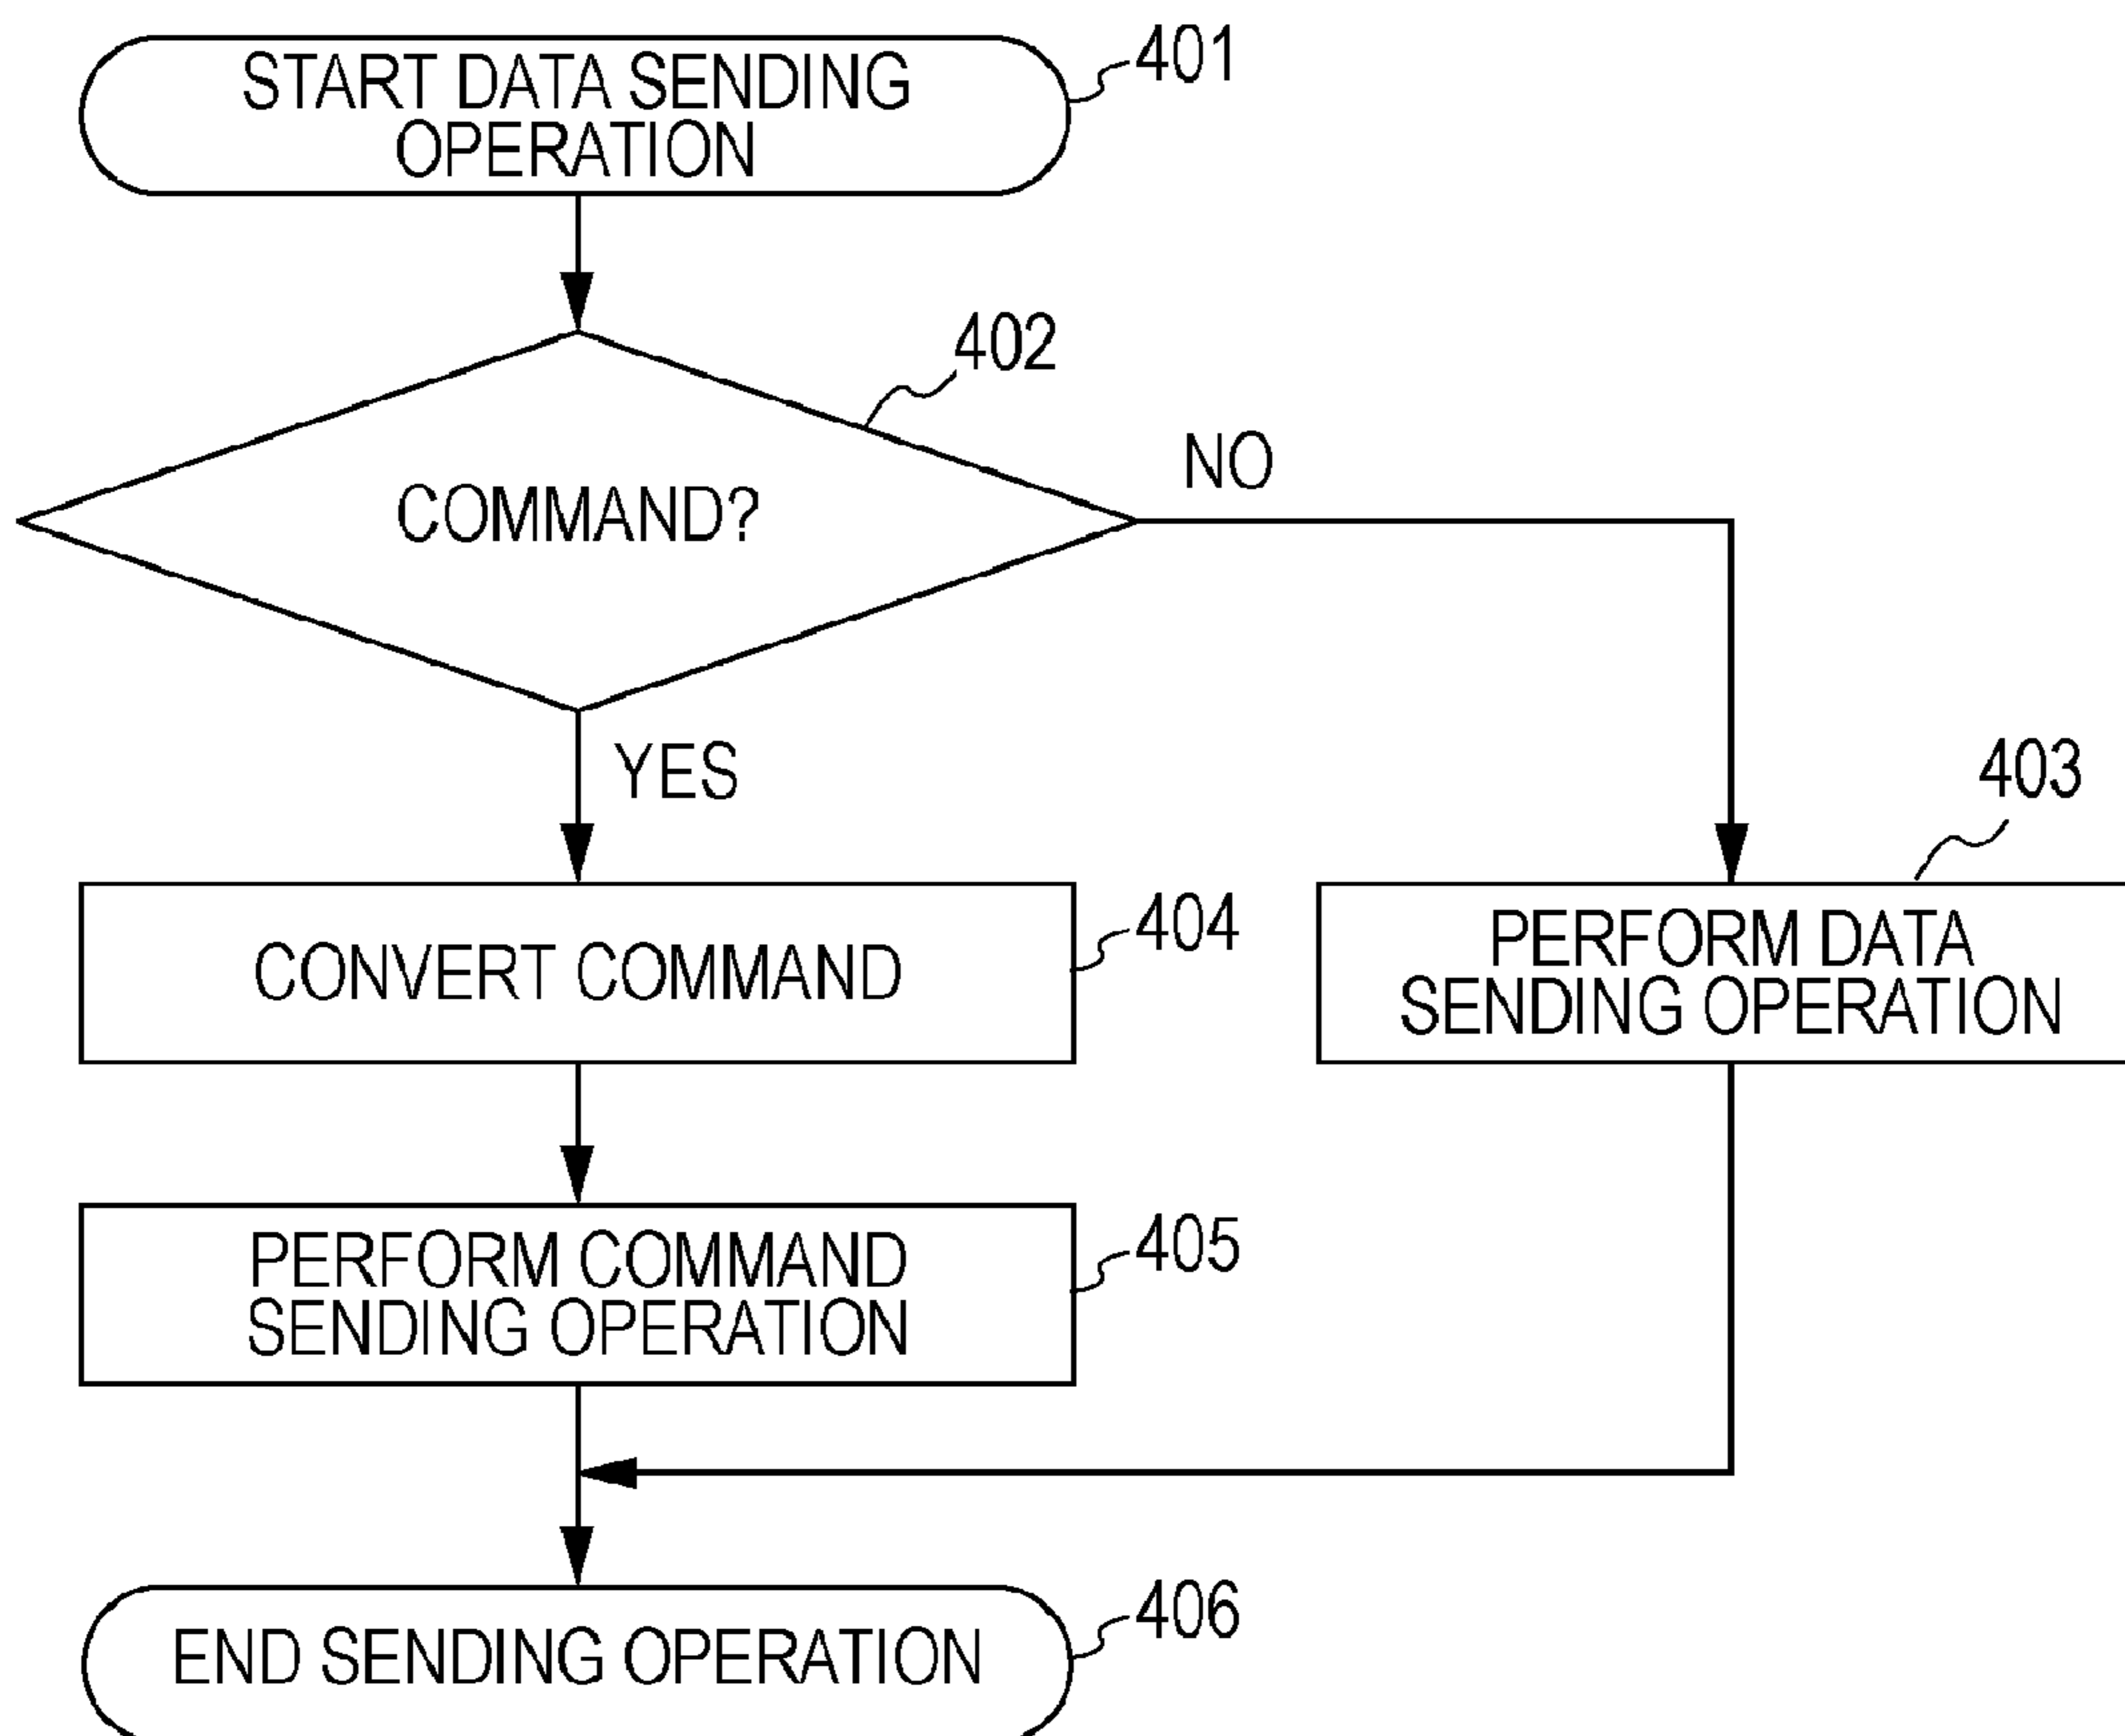 START DATA SENDING
OPERATION
401
402
COMMAND?
NO
YES
403
CONVERT COMMAND
404
PERFORM DATA
SENDING OPERATION
PERFORM COMMAND
SENDING OPERATION
405
END SENDING OPERATION
406